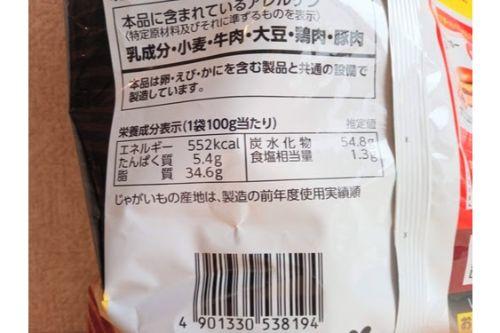 本品に含まれているアレルゲン
(特定原材料及びそれに準ずるものを表示)
乳成分・小麦・牛肉・大豆・鶏肉・豚肉
本品は卵・えび・かにを含む製品と共通の設備で
製造しています。
栄養成分表示(1袋100g当たり) 推定値
エネルギー 552kcal 炭水化物 54.8g
たんぱく質 5.4g 食塩相当量 1.3g
脂質 34.6g
じゃがいもの産地は、製造の前年度使用実績順
4 901330 538194